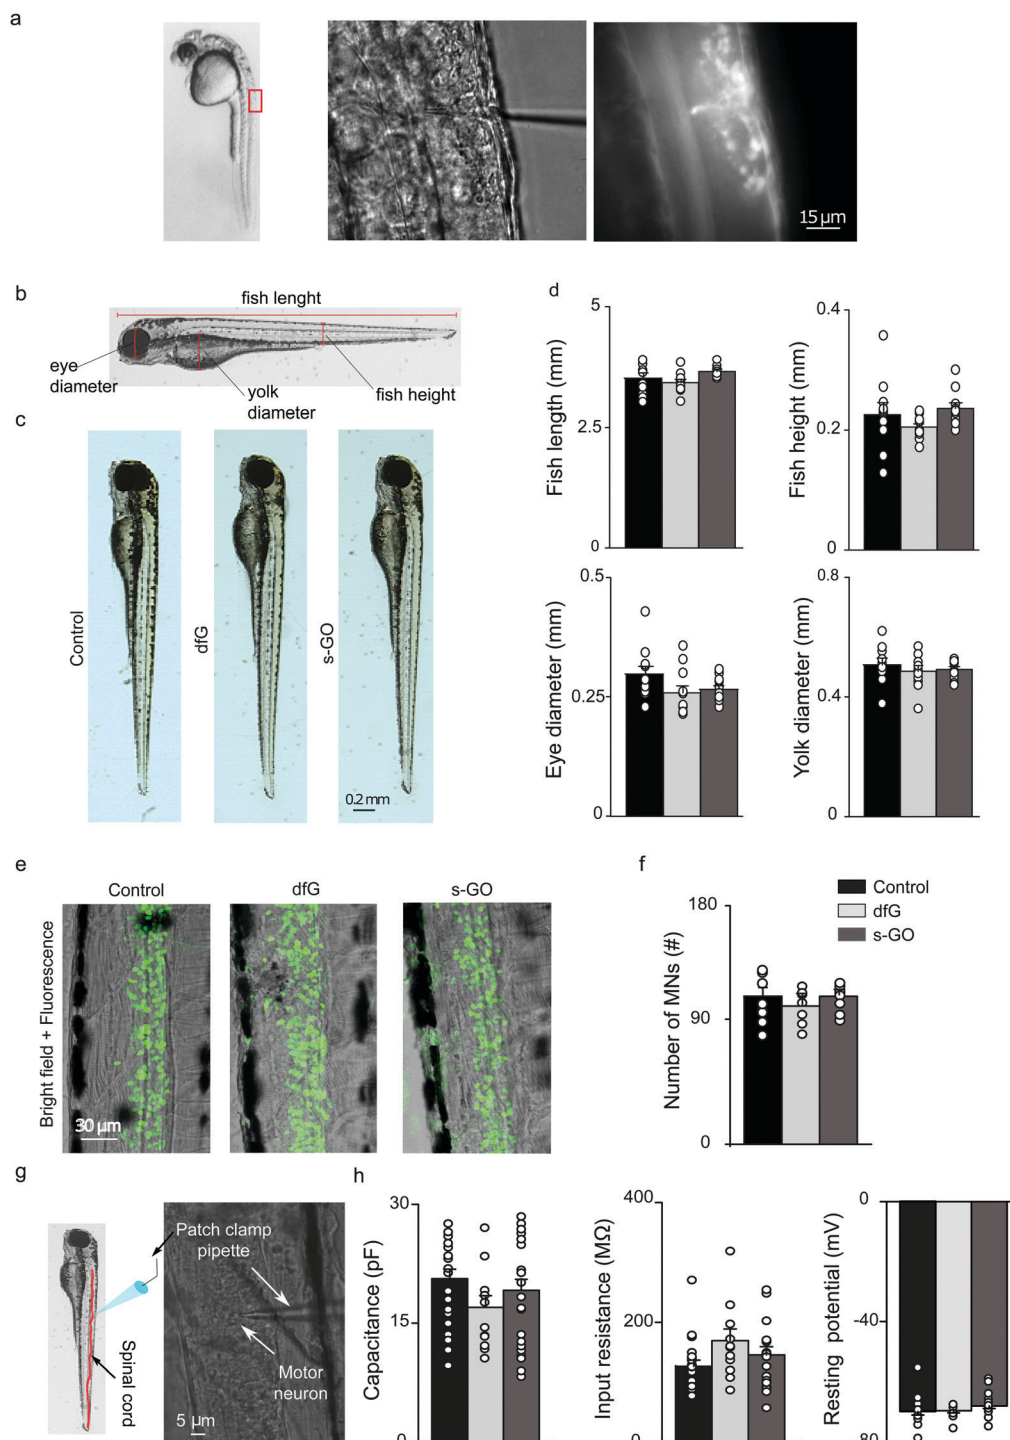 a
15 µm
b
fish lenght
eye
diameter
yolk
diameter
fish height
c
Control
dfG
s-GO
0.2 mm
d
Fish length (mm)
5
2.5
0
Fish height (mm)
0.4
0.2
0
Eye diameter (mm)
0.5
0.25
0
Yolk diameter (mm)
0.8
0.4
0
e
Control
dfG
s-GO
Bright field + Fluorescence
30 µm
f
Control
dfG
s-GO
Number of MNs (#)
180
90
0
g
Patch clamp
pipette
Spinal cord
Motor
neuron
5 µm
h
Capacitance (pF)
30
15
0
Input resistance (MΩ)
400
200
0
Resting potential (mV)
0
-40
-80